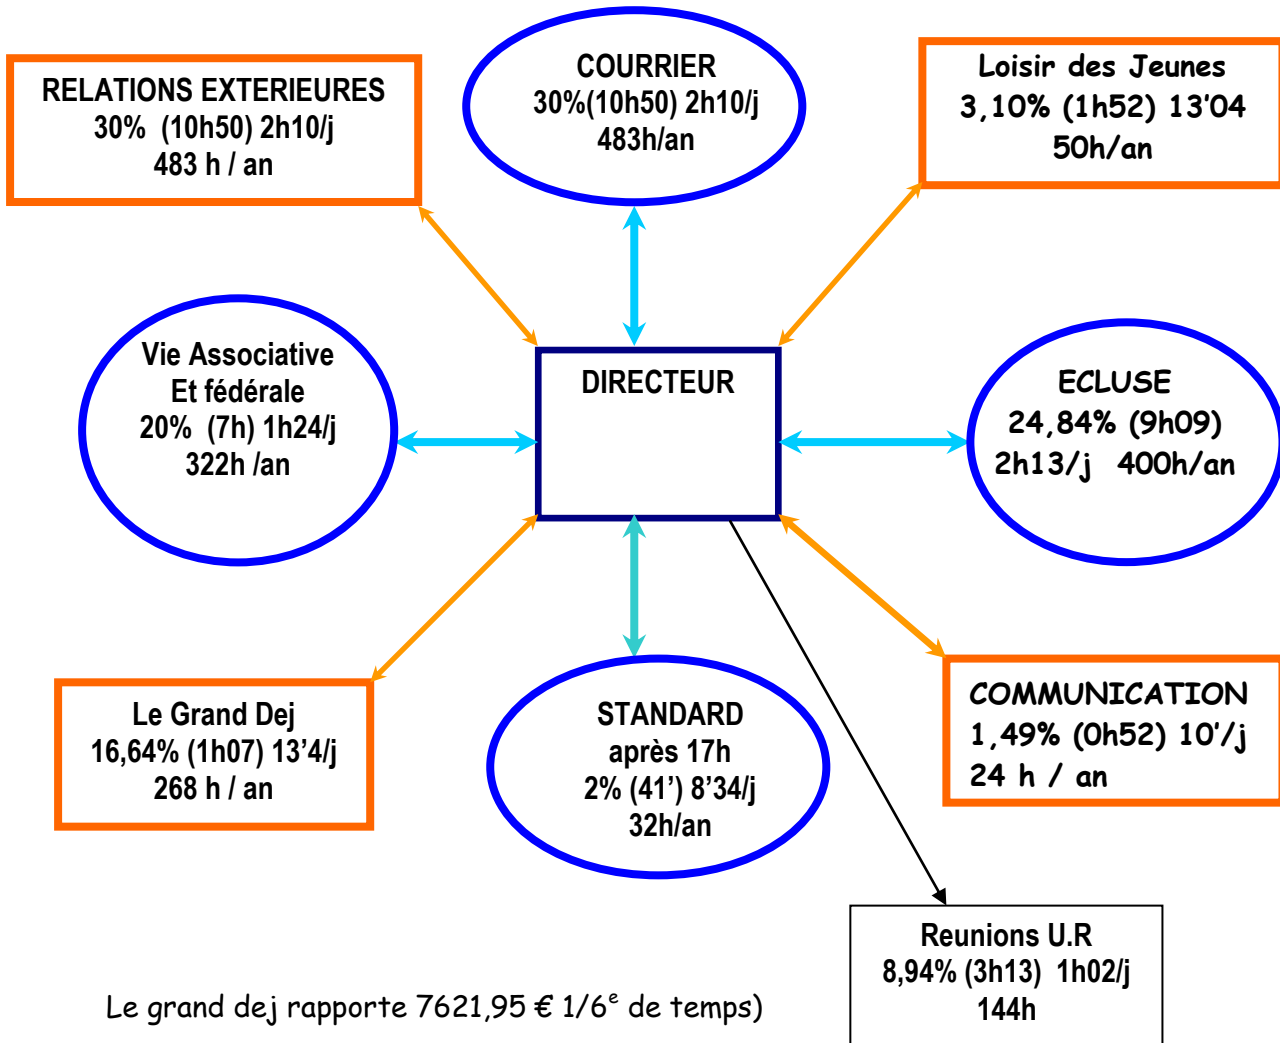 RELATIONS EXTERIEURES
30% (10h50) 2h10/j
483 h / an
COURRIER
30%(10h50) 2h10/j
483h/an
Loisir des Jeunes
3,10% (1h52) 13'04
50h/an
Vie Associative
Et fédérale
20% (7h) 1h24/j
322h /an
DIRECTEUR
ECLUSE
24,84% (9h09)
2h13/j 400h/an
Le Grand Dej
16,64% (1h07) 13'4/j
268 h / an
STANDARD
après 17h
2% (41') 8'34/j
32h/an
COMMUNICATION
1,49% (0h52) 10'/j
24 h / an
Reunions U.R
8,94% (3h13) 1h02/j
144h
Le grand dej rapporte 7621,95 € 1/6e de temps)